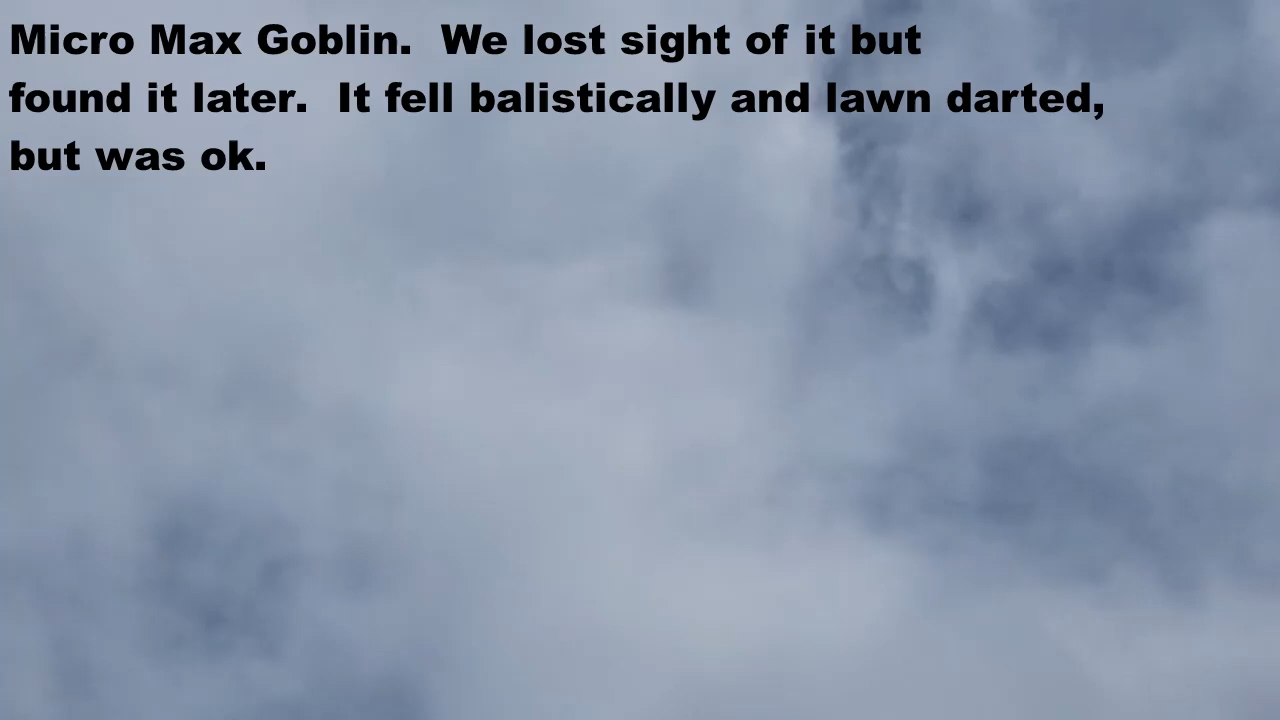 Micro Max Goblin.  We lost sight of it but
found it later.  It fell balistically and lawn darted,
but was ok.